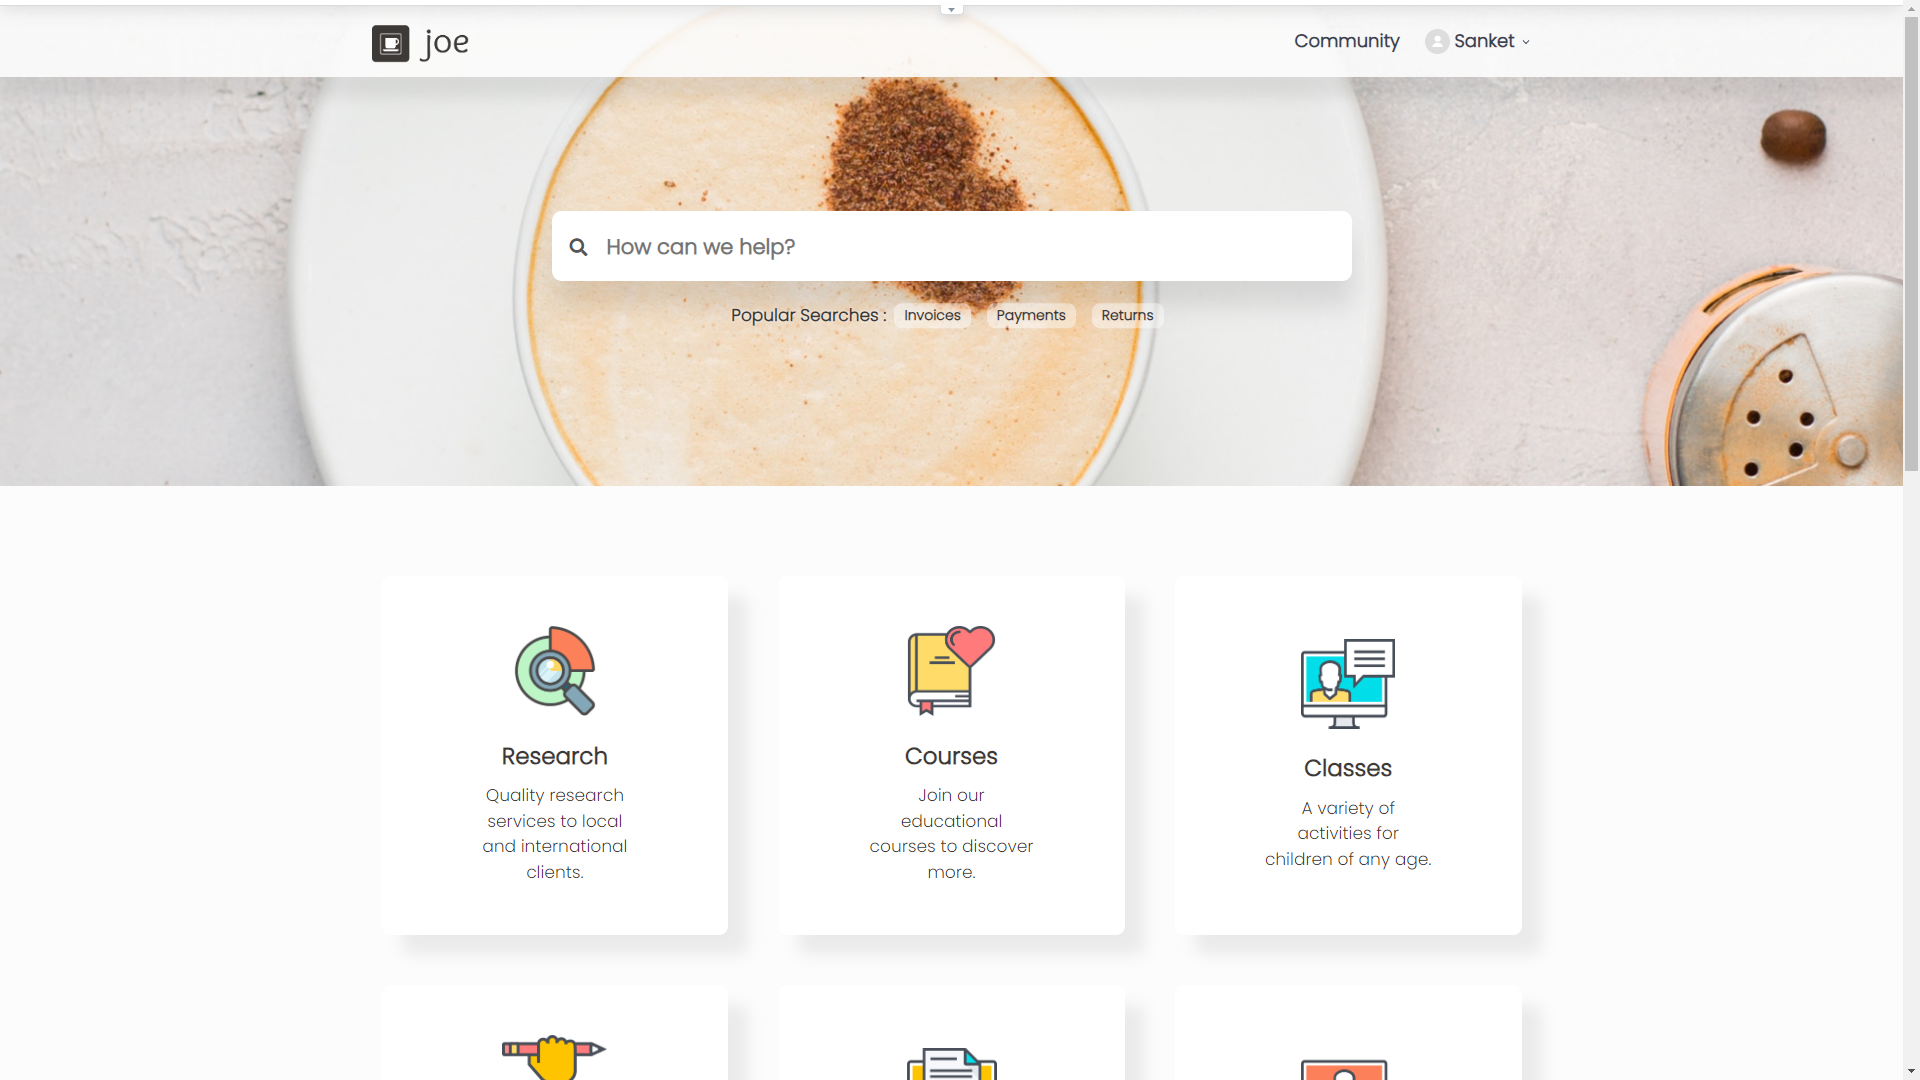 joe
Community
Sanket
How can we help?
Popular Searches : Invoices Payments Returns
Research
Quality research
services to local
and international
clients.
Courses
Join our
educational
courses to discover
more.
Classes
A variety of
activities for
children of any age.